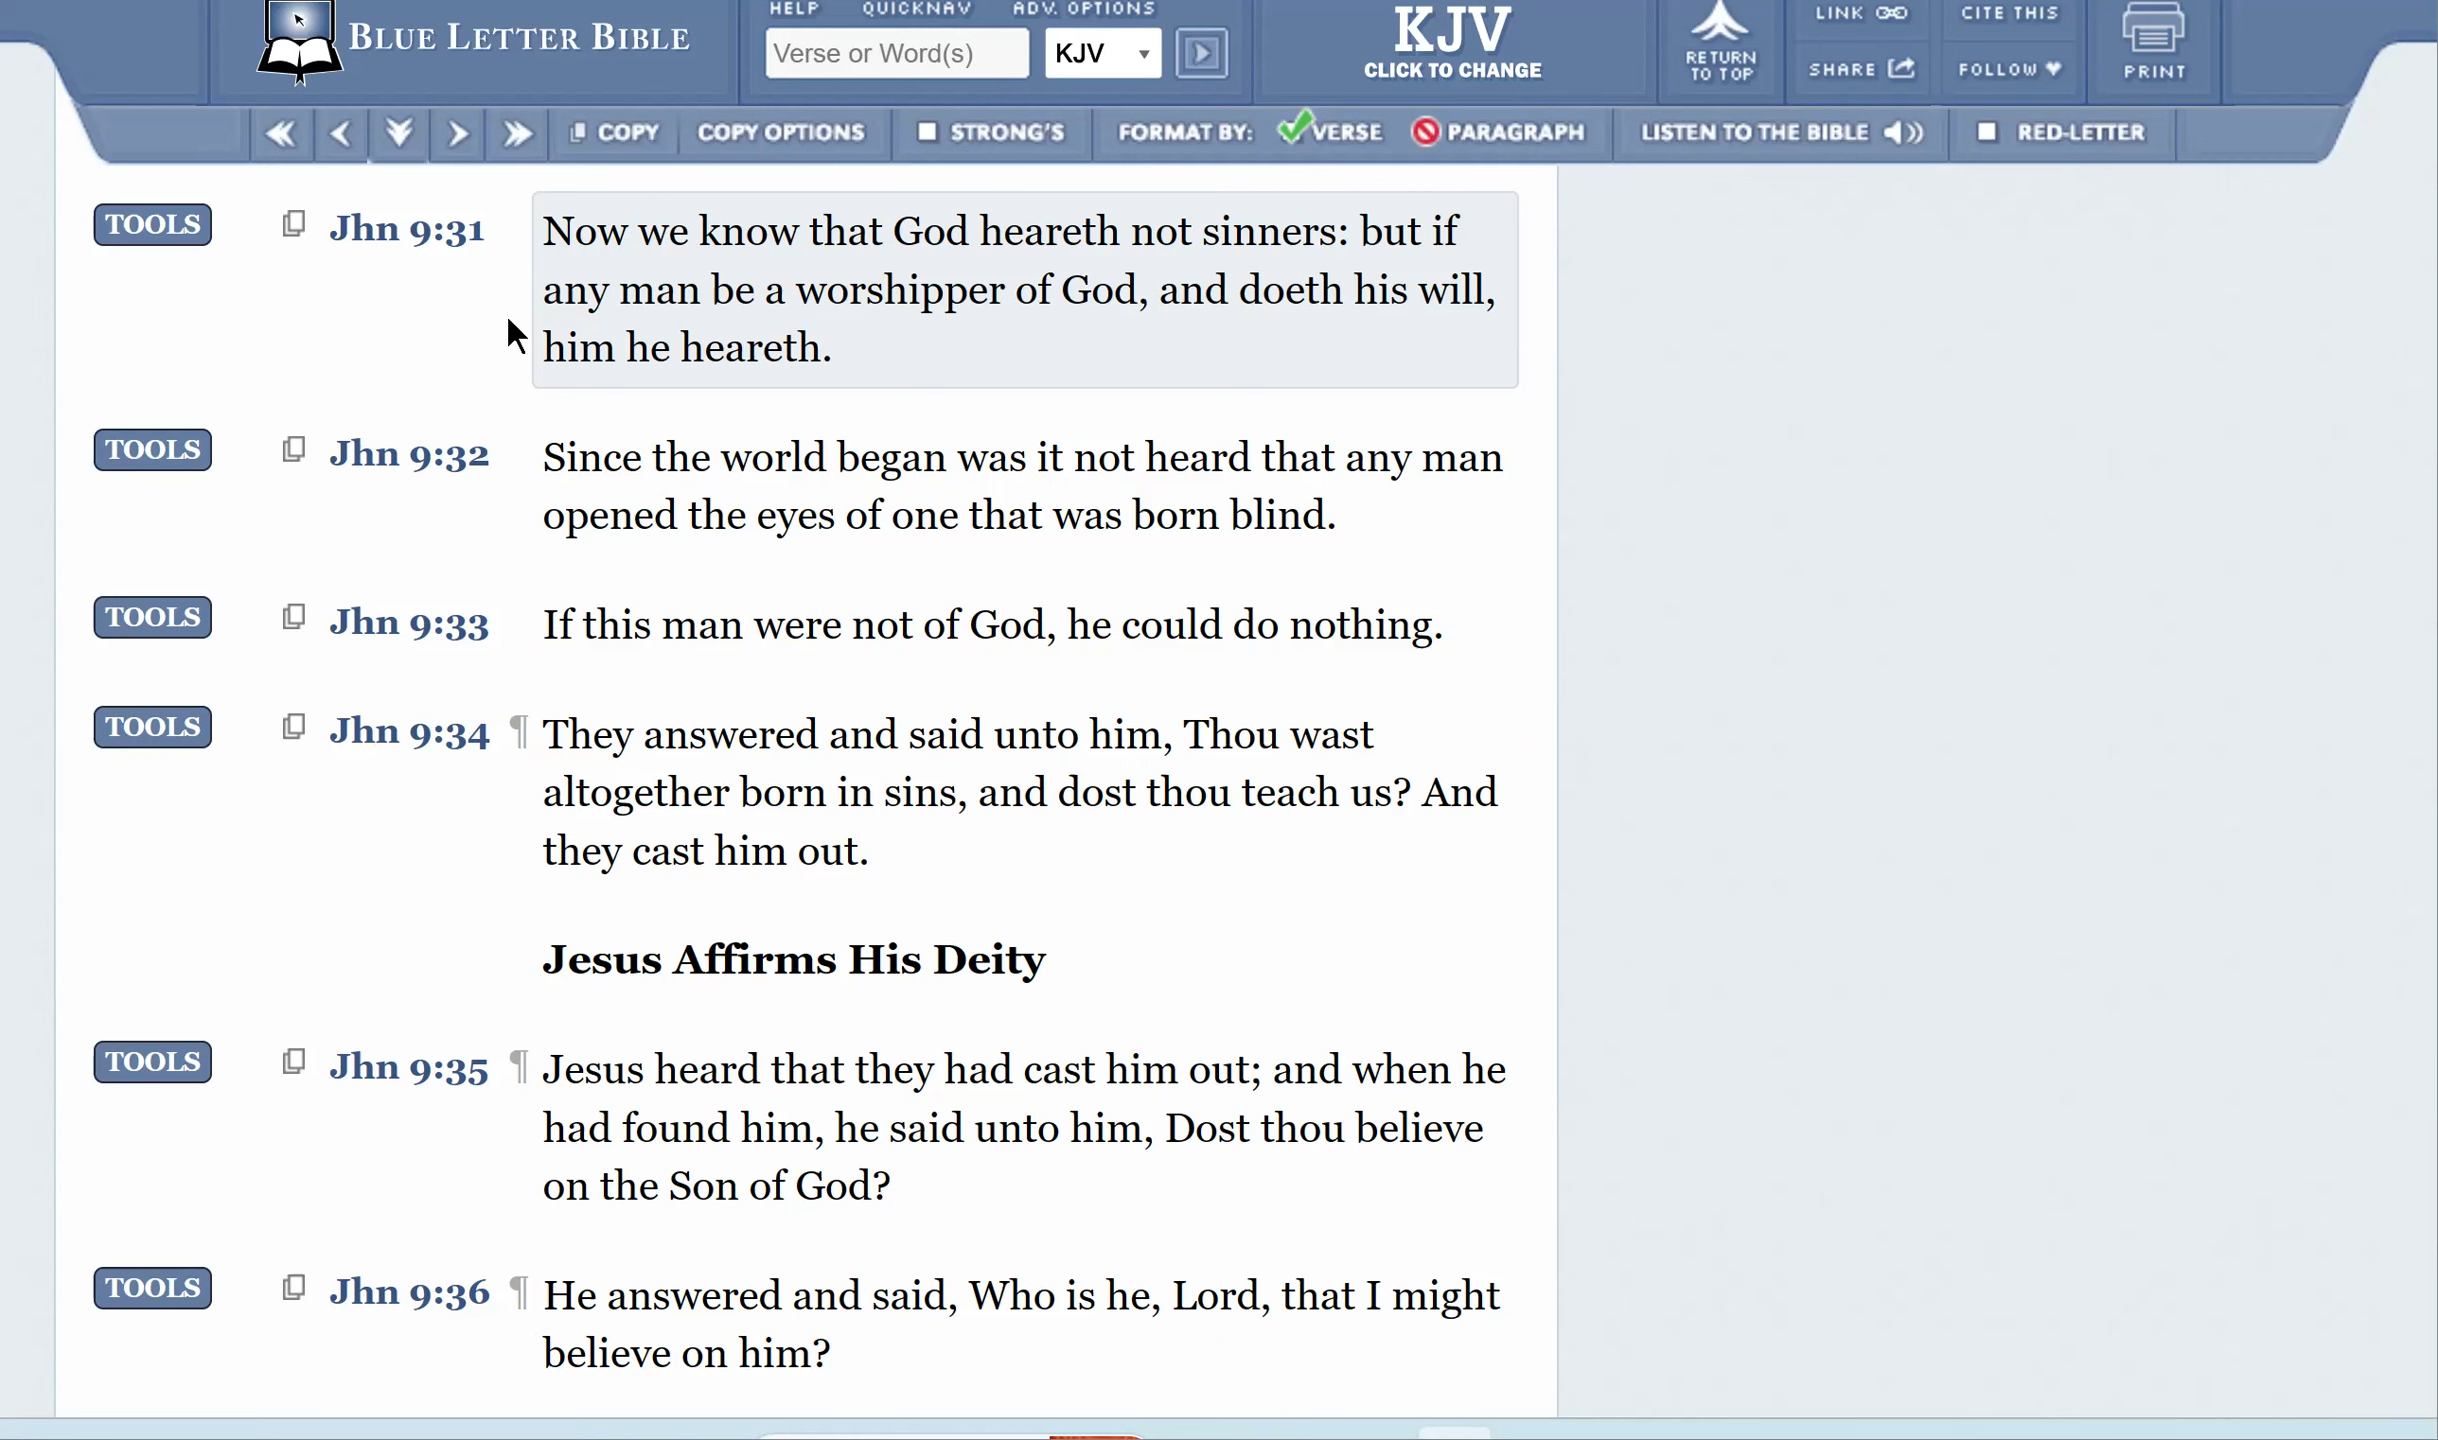 BLUE LETTER BIBLE
HELP QUICKNAV ADV. OPTIONS
Verse or Word(s) KJV
KJV
CLICK TO CHANGE
RETURN
TO TOP
LINK CITE THIS
SHARE FOLLOW
PRINT
COPY COPY OPTIONS STRONG'S FORMAT BY: VERSE PARAGRAPH LISTEN TO THE BIBLE RED-LETTER
TOOLS Jhn 9:31 Now we know that God heareth not sinners: but if
any man be a worshipper of God, and doeth his will,
him he heareth.
TOOLS Jhn 9:32 Since the world began was it not heard that any man
opened the eyes of one that was born blind.
TOOLS Jhn 9:33 If this man were not of God, he could do nothing.
TOOLS Jhn 9:34 ¶ They answered and said unto him, Thou wast
altogether born in sins, and dost thou teach us? And
they cast him out.
Jesus Affirms His Deity
TOOLS Jhn 9:35 ¶ Jesus heard that they had cast him out; and when he
had found him, he said unto him, Dost thou believe
on the Son of God?
TOOLS Jhn 9:36 ¶ He answered and said, Who is he, Lord, that I might
believe on him?